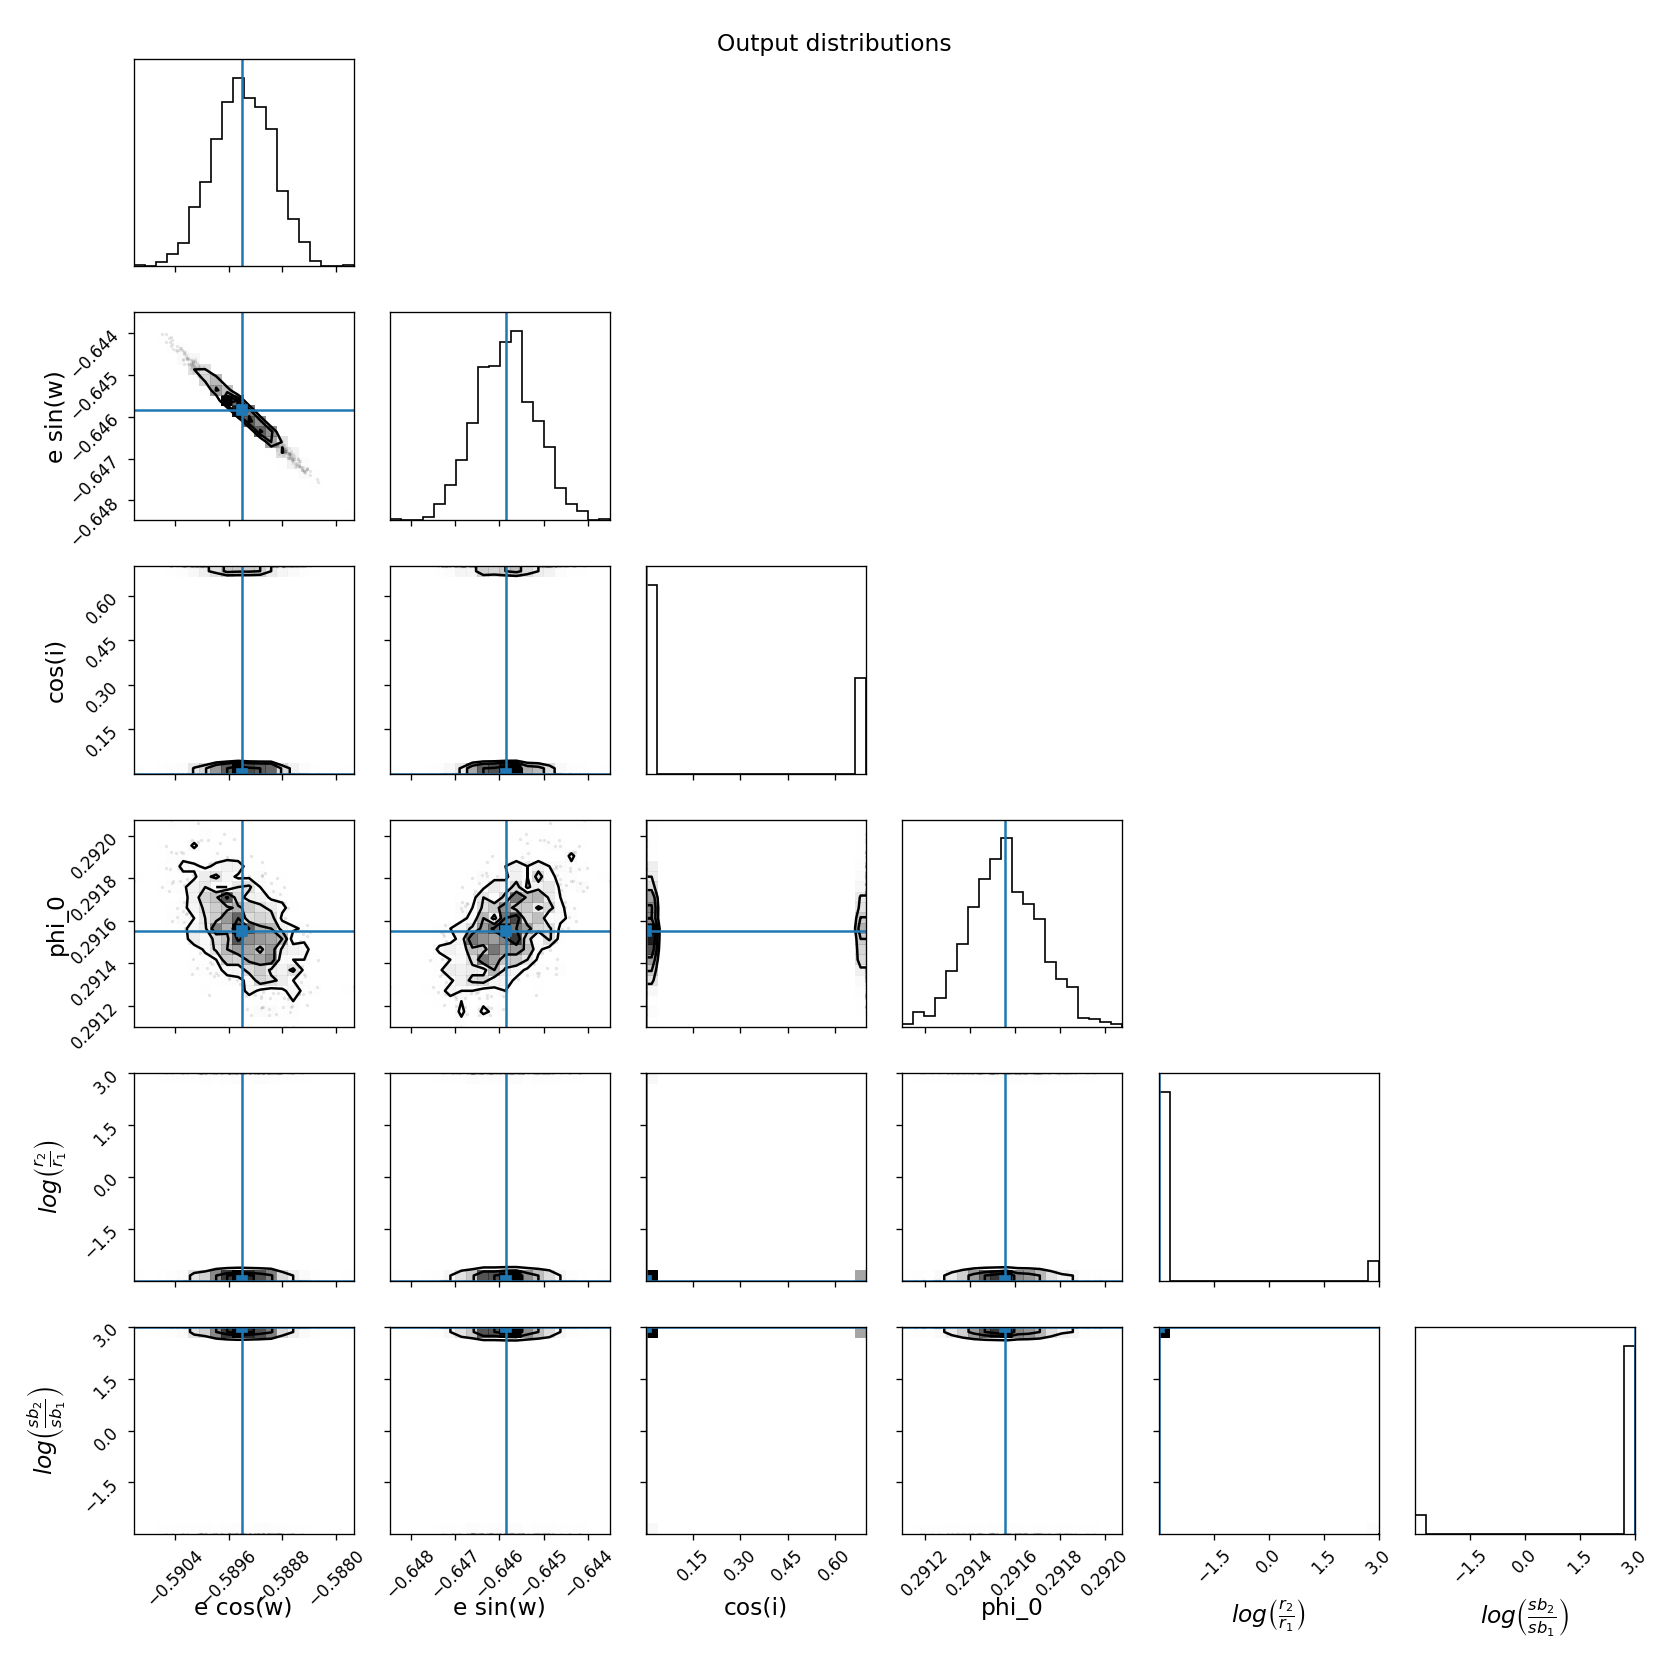 Output distributions
e sin(w)
−0.644
−0.645
−0.646
−0.647
−0.648
cos(i)
0.60
0.45
0.30
0.15
phi_0
0.2920
0.2918
0.2916
0.2914
0.2912
log(r₂/r₁)
3.0
1.5
0.0
−1.5
log(sb₂/sb₁)
3.0
1.5
0.0
−1.5
−0.5904 −0.5896 −0.5888 −0.5880
−0.648 −0.647 −0.646 −0.645 −0.644
0.15 0.30 0.45 0.60
0.2912 0.2914 0.2916 0.2918 0.2920
−1.5 0.0 1.5 3.0
−1.5 0.0 1.5 3.0
e cos(w) e sin(w) cos(i) phi_0 log(r₂/r₁) log(sb₂/sb₁)